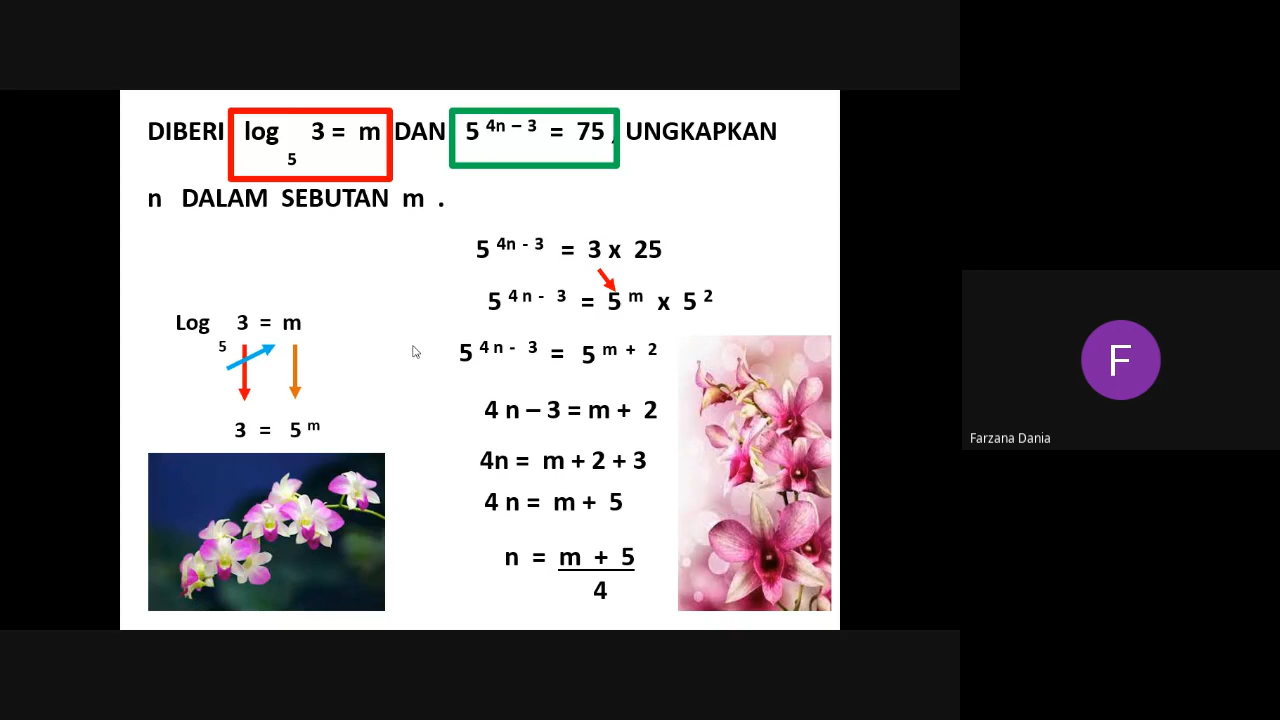 DIBERI log 5 3 = m DAN 5 4n – 3 = 75 , UNGKAPKAN
n DALAM SEBUTAN m .
5 4n - 3 = 3 x 25
5 4 n - 3 = 5 m x 5 2
Log 5 3 = m
3 = 5 m
5 4 n - 3 = 5 m + 2
4 n – 3 = m + 2
4n = m + 2 + 3
4 n = m + 5
n = m + 5
4
F
Farzana Dania